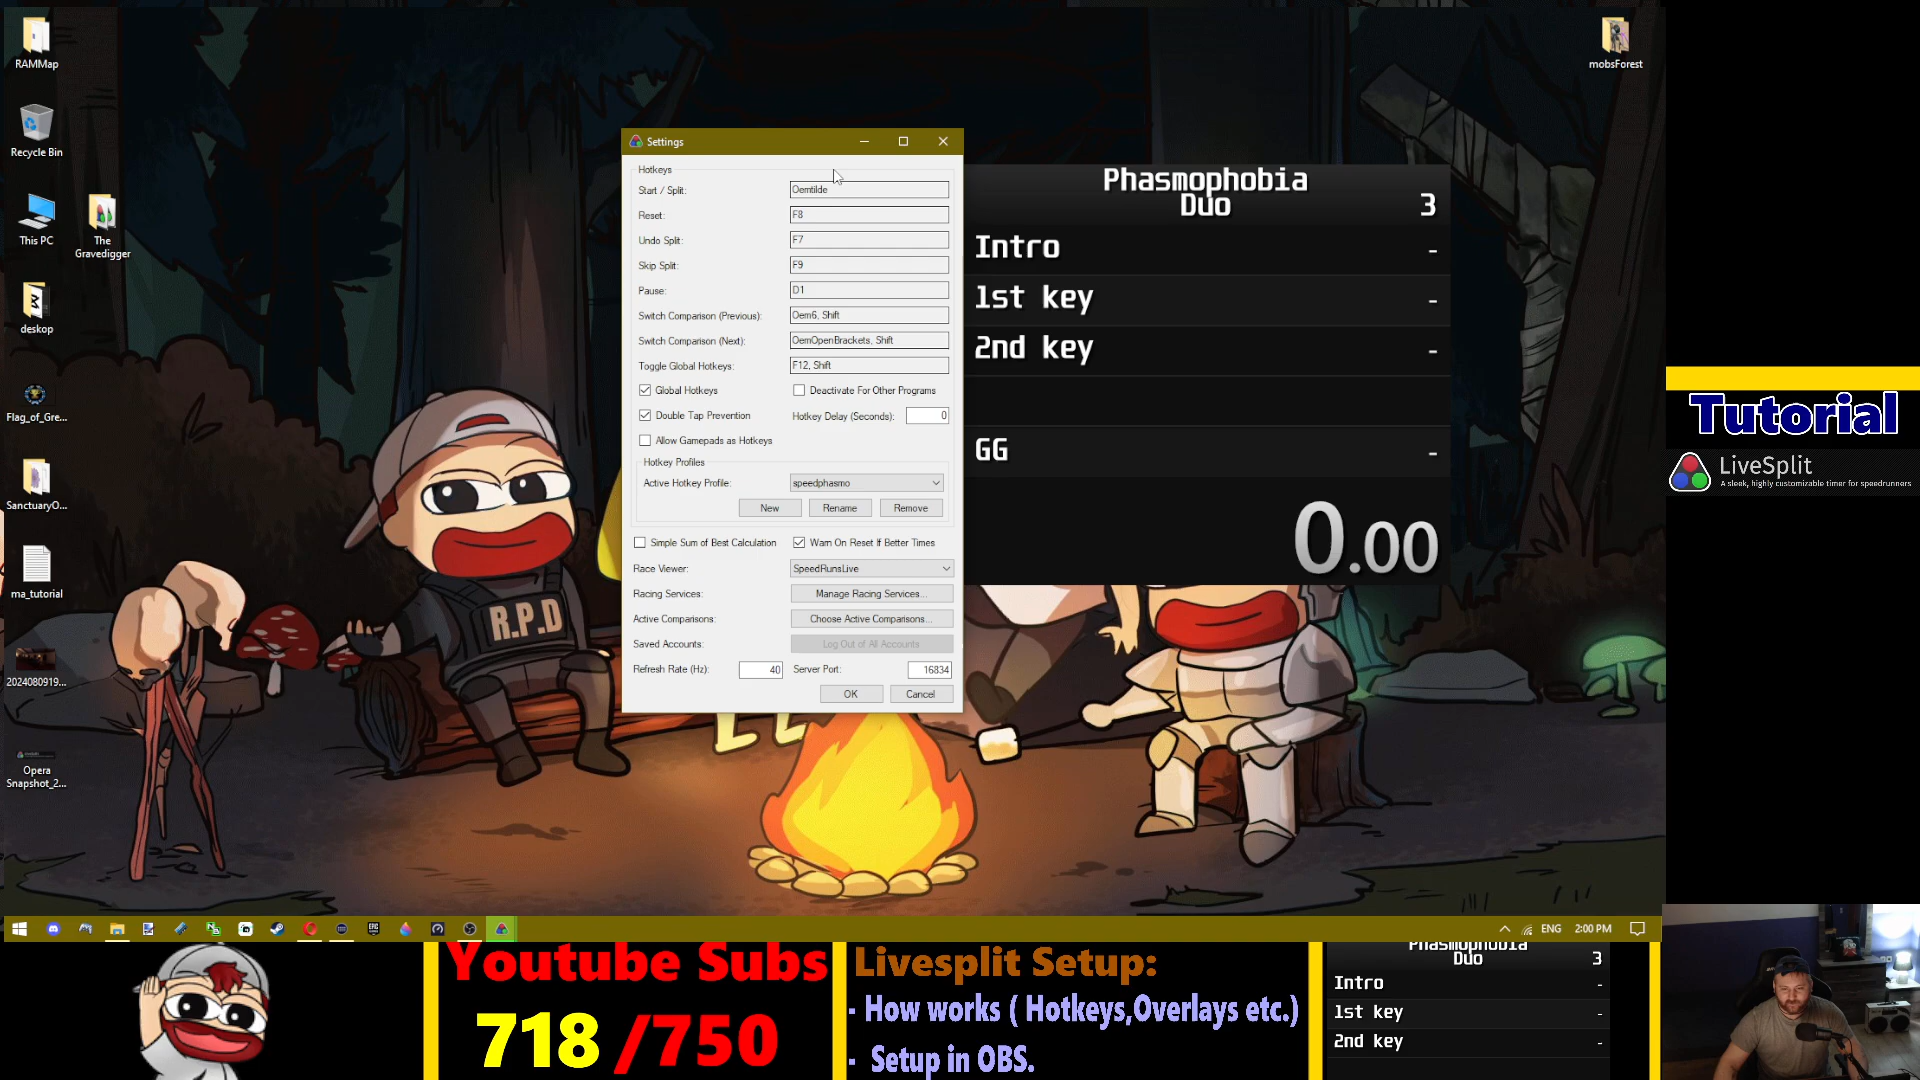 RAMMap
Recycle Bin
This PC
The
Gravedigger
deskop
Flag_of_Gre...
SanctuaryO...
ma_tutorial
2024080919...
Opera
Snapshot_2...
mobsForest
R.P.D
Settings
Hotkeys
Start / Split: Oemtilde
Reset: F8
Undo Split: F7
Skip Split: F9
Pause: D1
Switch Comparison (Previous): Oem6, Shift
Switch Comparison (Next): OemOpenBrackets, Shift
Toggle Global Hotkeys: F12, Shift
Global Hotkeys Deactivate For Other Programs
Double Tap Prevention Hotkey Delay (Seconds): 0
Allow Gamepads as Hotkeys
Hotkey Profiles
Active Hotkey Profile: speedphasmo
New Rename Remove
Simple Sum of Best Calculation Warn On Reset If Better Times
Race Viewer: SpeedRunsLive
Racing Services: Manage Racing Services...
Active Comparisons: Choose Active Comparisons...
Saved Accounts: Log Out of All Accounts
Refresh Rate (Hz): 40 Server Port: 16834
OK Cancel
Phasmophobia
Duo 3
Intro -
1st key -
2nd key -
GG -
0.00
Tutorial
LiveSplit
A sleek, highly customizable timer for speedrunners
ENG 2:00 PM
Youtube Subs
718 /750
Livesplit Setup:
- How works ( Hotkeys,Overlays etc.)
- Setup in OBS.
Phasmophobia
Duo 3
Intro -
1st key -
2nd key -